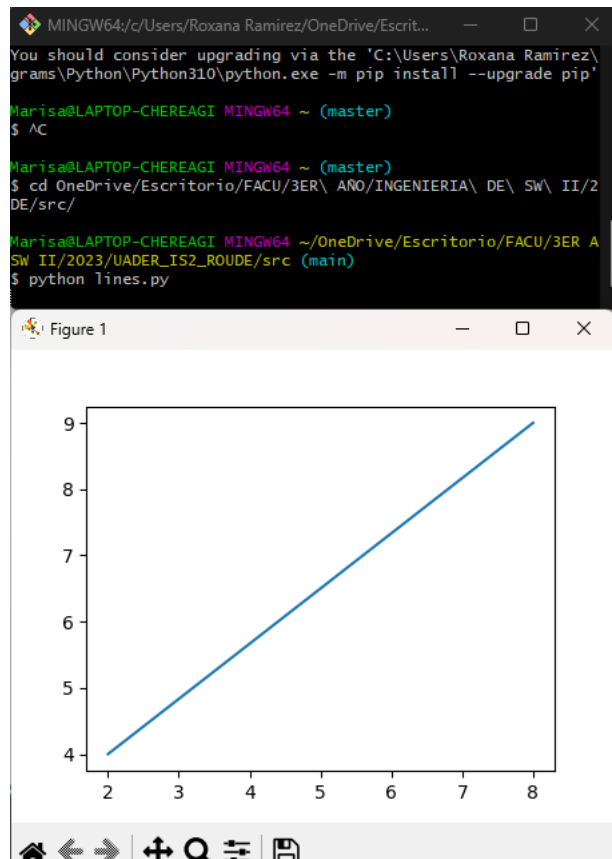 MINGW64:/c/Users/Roxana Ramirez/OneDrive/Escrit...
You should consider upgrading via the 'C:\Users\Roxana Ramirez\
grams\Python\Python310\python.exe -m pip install --upgrade pip'
Marisa@LAPTOP-CHEREAGI MINGW64 ~ (master)
$ ^C
Marisa@LAPTOP-CHEREAGI MINGW64 ~ (master)
$ cd OneDrive/Escritorio/FACU/3ER\ AÑO/INGENIERIA\ DE\ SW\ II/2
DE/src/
Marisa@LAPTOP-CHEREAGI MINGW64 ~/OneDrive/Escritorio/FACU/3ER A
SW II/2023/UADER_IS2_ROUDE/src (main)
$ python lines.py
Figure 1
9
8
7
6
5
4
2 3 4 5 6 7 8